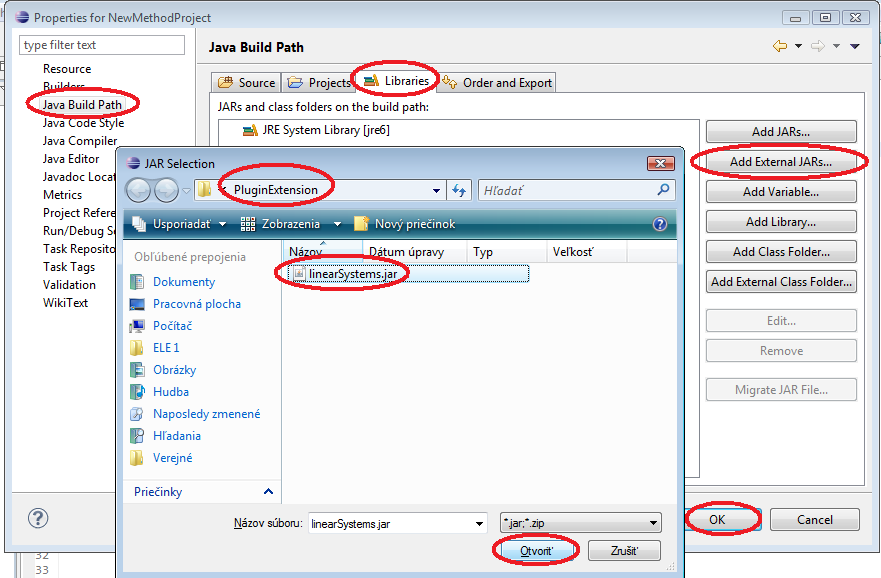 Properties for NewMethodProject
type filter text
Java Build Path
Resource
Builders
Java Build Path
Java Code Style
Java Compiler
Java Editor
Javadoc Locat
Metrics
Project Refere
Run/Debug Se
Task Reposito
Task Tags
Validation
WikiText
Source Projects Libraries Order and Export
JARs and class folders on the build path:
JRE System Library [jre6]
Add JARs...
Add External JARs...
Add Variable...
Add Library...
Add Class Folder...
Add External Class Folder...
Edit...
Remove
Migrate JAR File...
JAR Selection
PluginExtension
Hľadať
Usporiadať Zobrazenia Nový priečinok
Obľúbené prepojenia
Dokumenty
Pracovná plocha
Počítač
ELE 1
Obrázky
Hudba
Naposledy zmenené
Hľadania
Verejné
Priečinky
Názov Dátum úpravy Typ Veľkosť
linearSystems.jar
Názov súboru: linearSystems.jar *.jar;*.zip
Otvoriť Zrušiť
OK Cancel
32
33